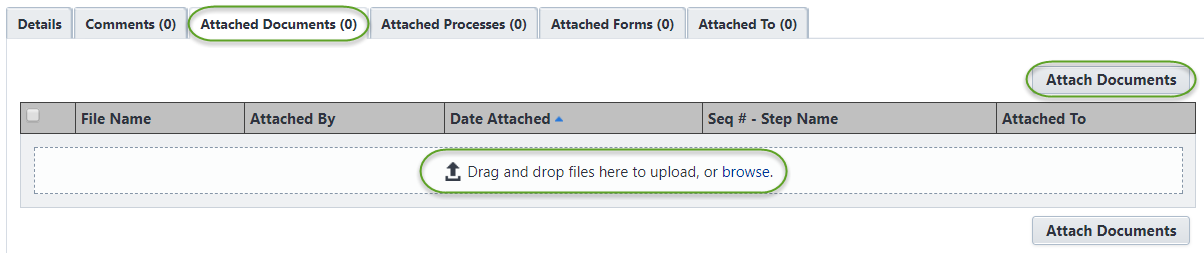 Details Comments (0) Attached Documents (0) Attached Processes (0) Attached Forms (0) Attached To (0)
Attach Documents
File Name Attached By Date Attached Seq # - Step Name Attached To
Drag and drop files here to upload, or browse.
Attach Documents